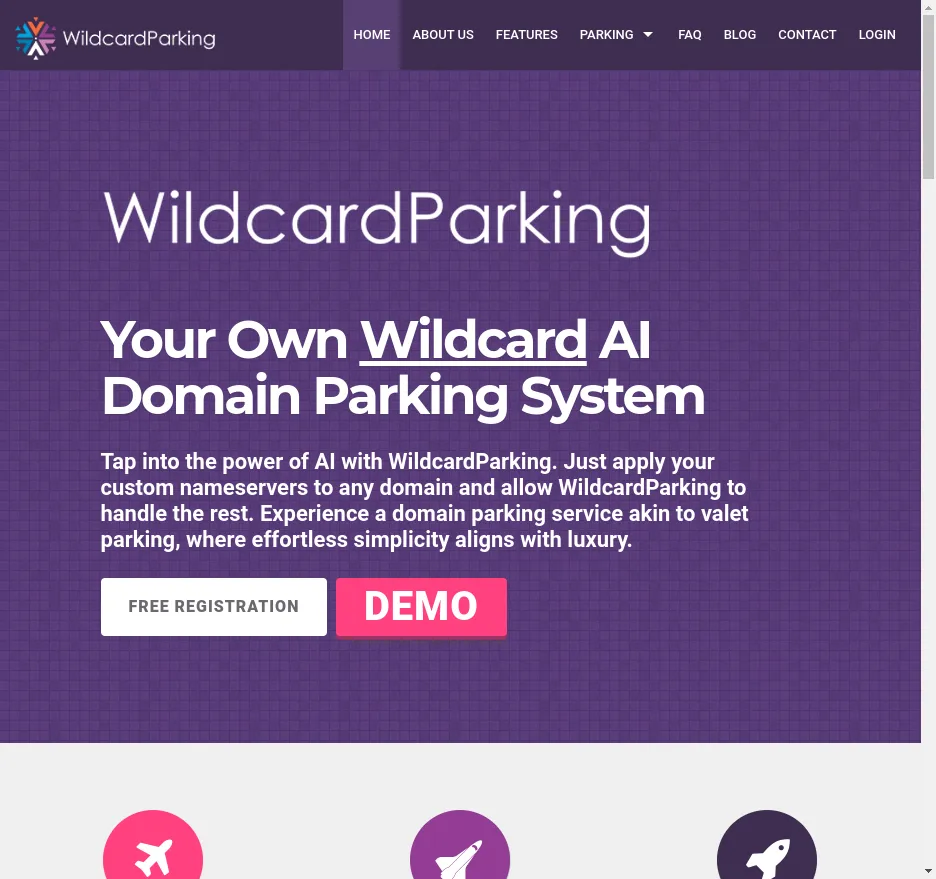 WildcardParking
HOME ABOUT US FEATURES PARKING FAQ BLOG CONTACT LOGIN
WildcardParking
Your Own Wildcard AI
Domain Parking System
Tap into the power of AI with WildcardParking. Just apply your
custom nameservers to any domain and allow WildcardParking to
handle the rest. Experience a domain parking service akin to valet
parking, where effortless simplicity aligns with luxury.
FREE REGISTRATION
DEMO